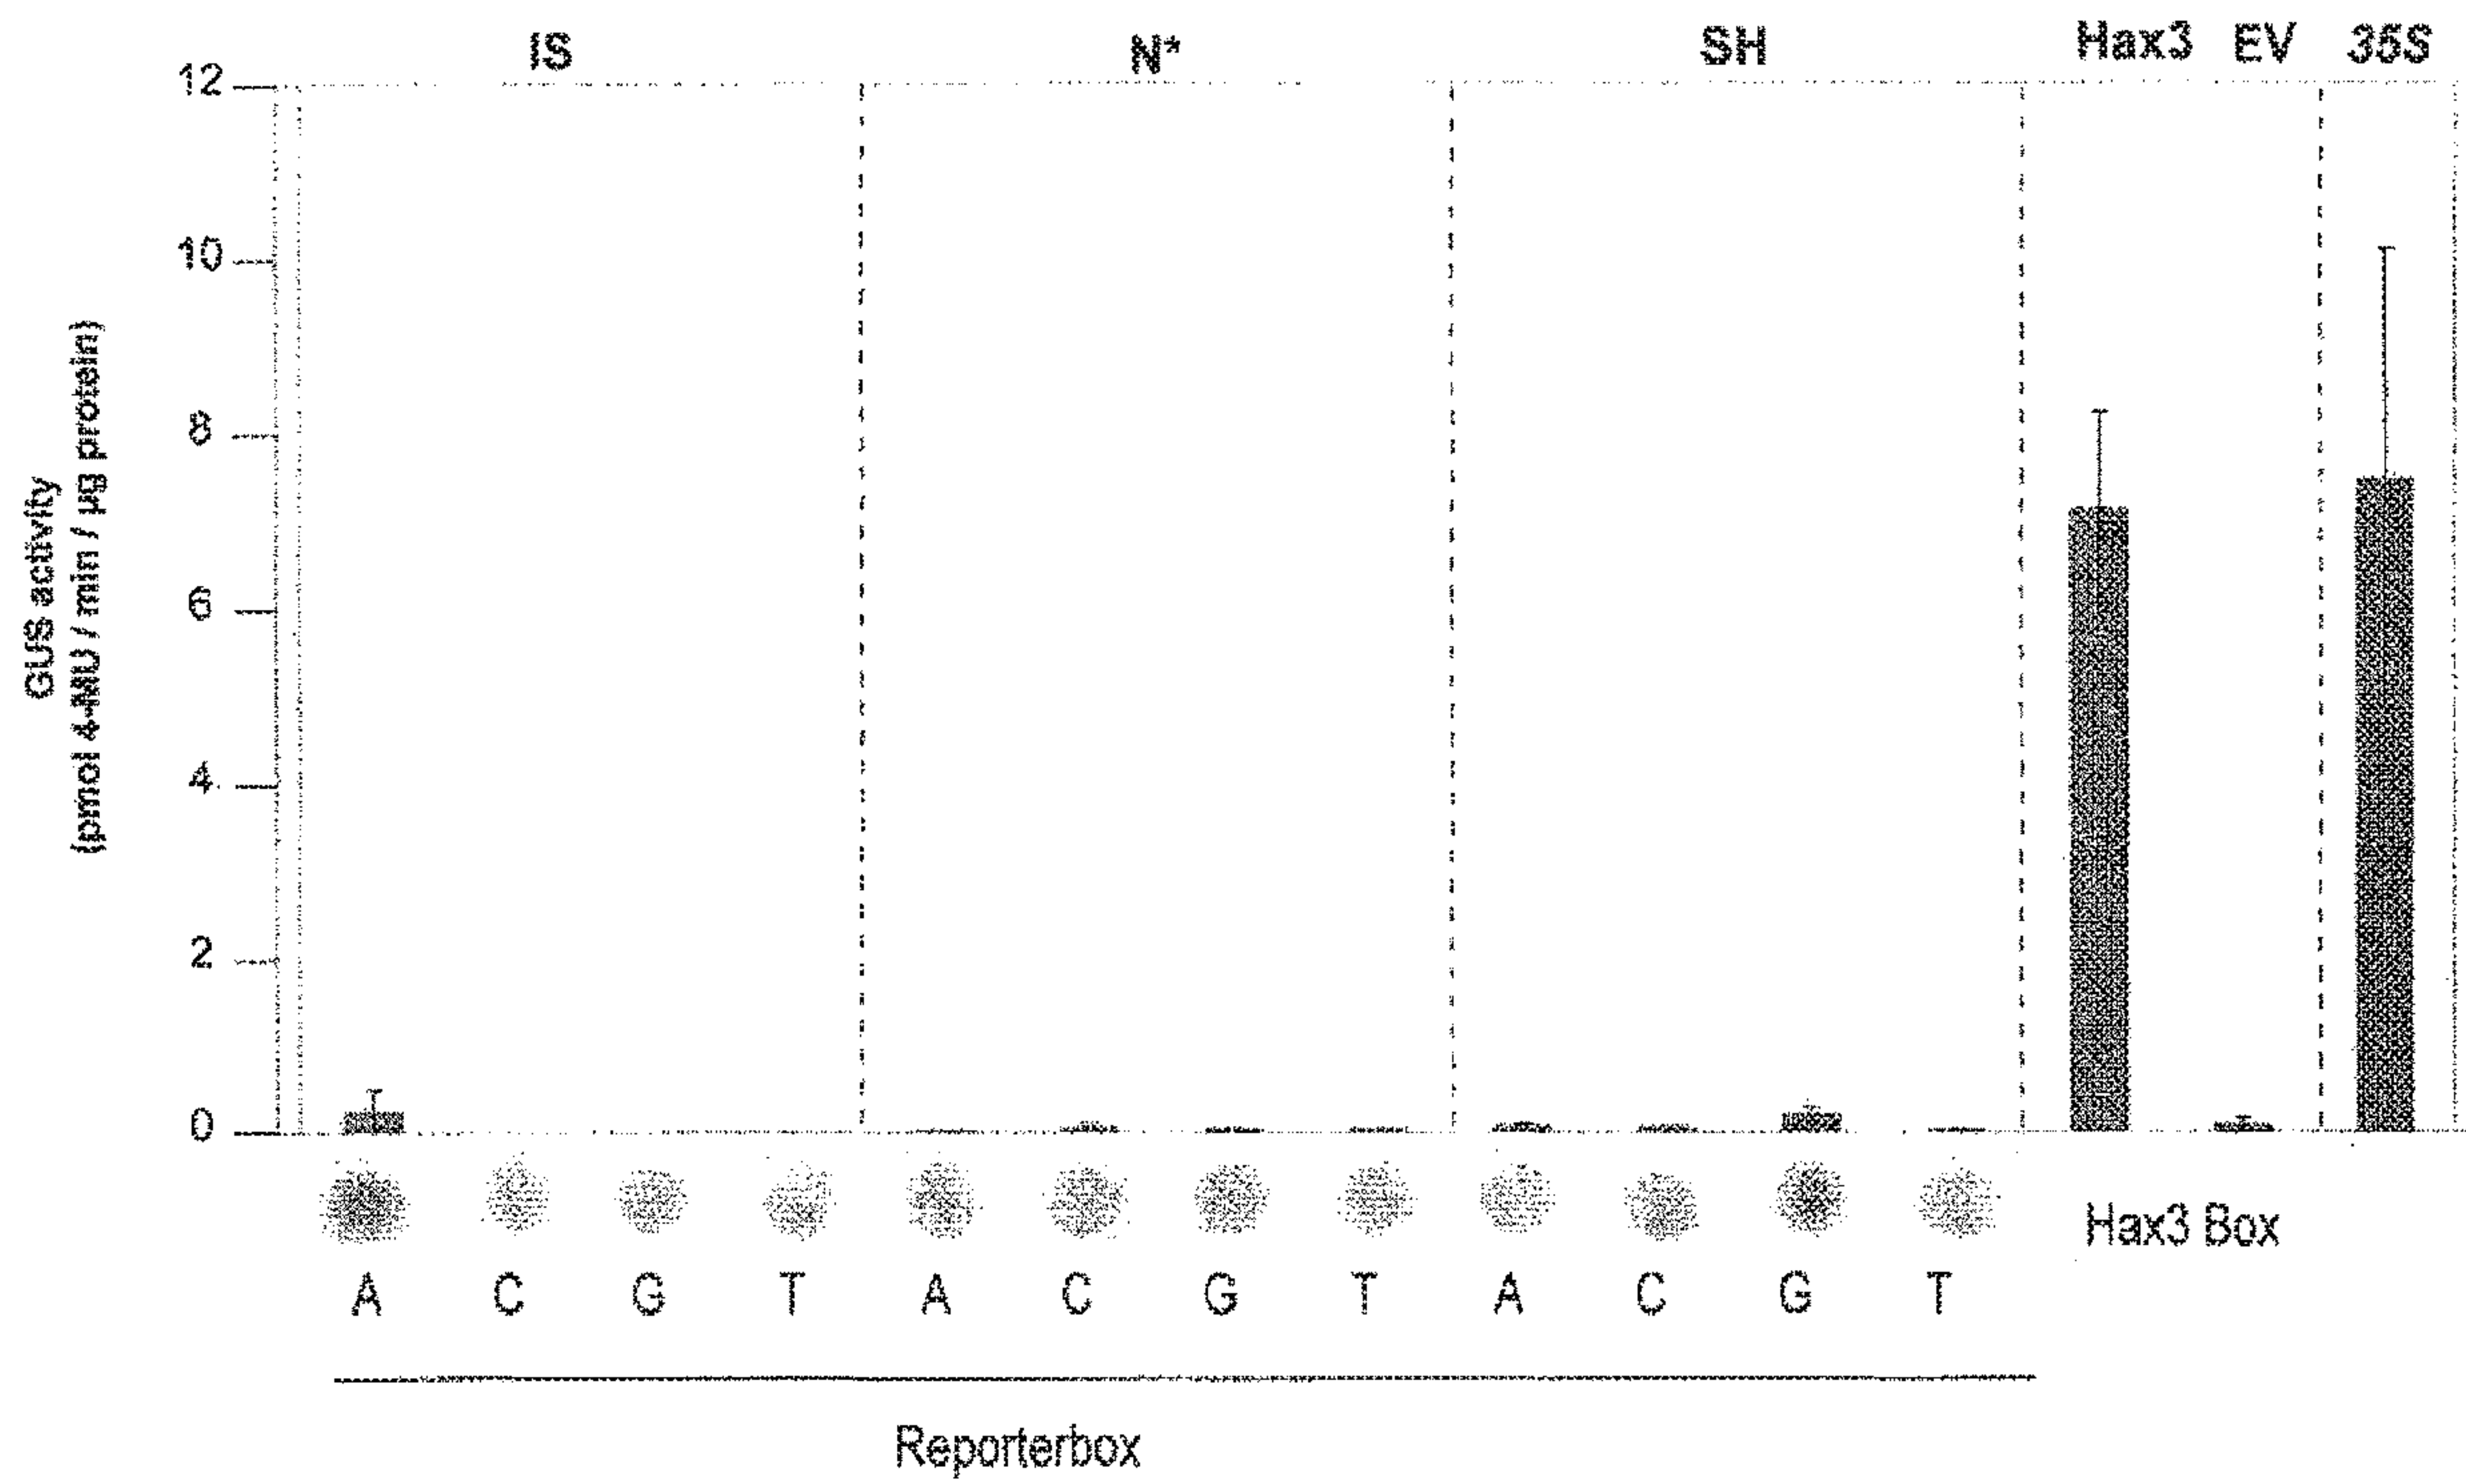 IS N* SH Hax3 EV 35S
12
10
8
6
4
2
0
GUS activity
(pmol 4-MU / min / µg protein)
A C G T A C G T A C G T
Hax3 Box
Reporterbox